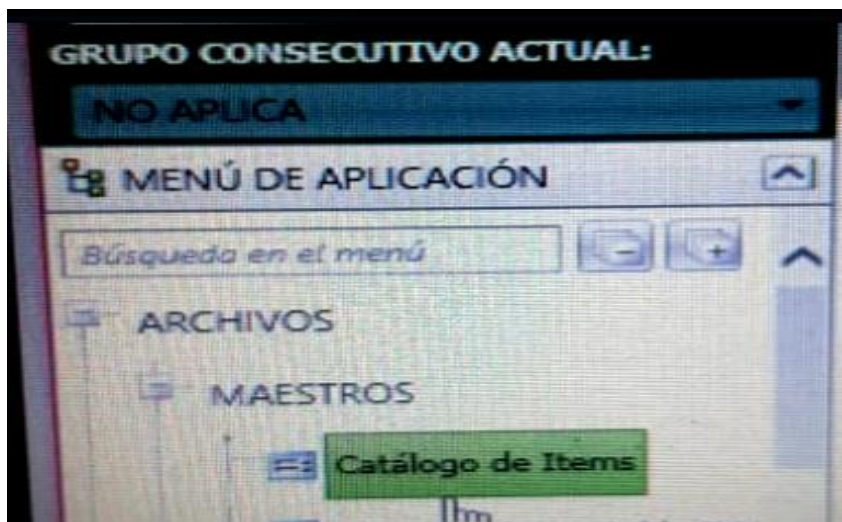 GRUPO CONSECUTIVO ACTUAL:
NO APLICA
MENÚ DE APLICACIÓN
Búsqueda en el menú
ARCHIVOS
MAESTROS
Catálogo de Items